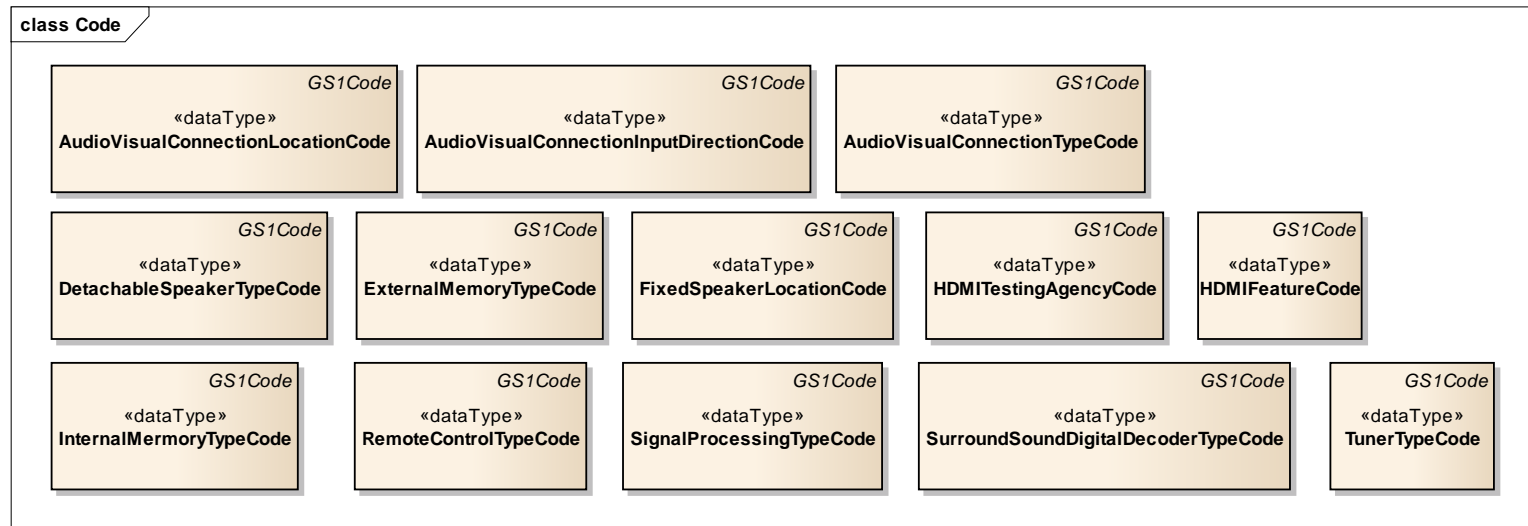 class Code
GS1Code
«dataType»
AudioVisualConnectionLocationCode
GS1Code
«dataType»
AudioVisualConnectionInputDirectionCode
GS1Code
«dataType»
AudioVisualConnectionTypeCode
GS1Code
«dataType»
DetachableSpeakerTypeCode
GS1Code
«dataType»
ExternalMemoryTypeCode
GS1Code
«dataType»
FixedSpeakerLocationCode
GS1Code
«dataType»
HDMITestingAgencyCode
GS1Code
«dataType»
HDMIFeatureCode
GS1Code
«dataType»
InternalMermoryTypeCode
GS1Code
«dataType»
RemoteControlTypeCode
GS1Code
«dataType»
SignalProcessingTypeCode
GS1Code
«dataType»
SurroundSoundDigitalDecoderTypeCode
GS1Code
«dataType»
TunerTypeCode